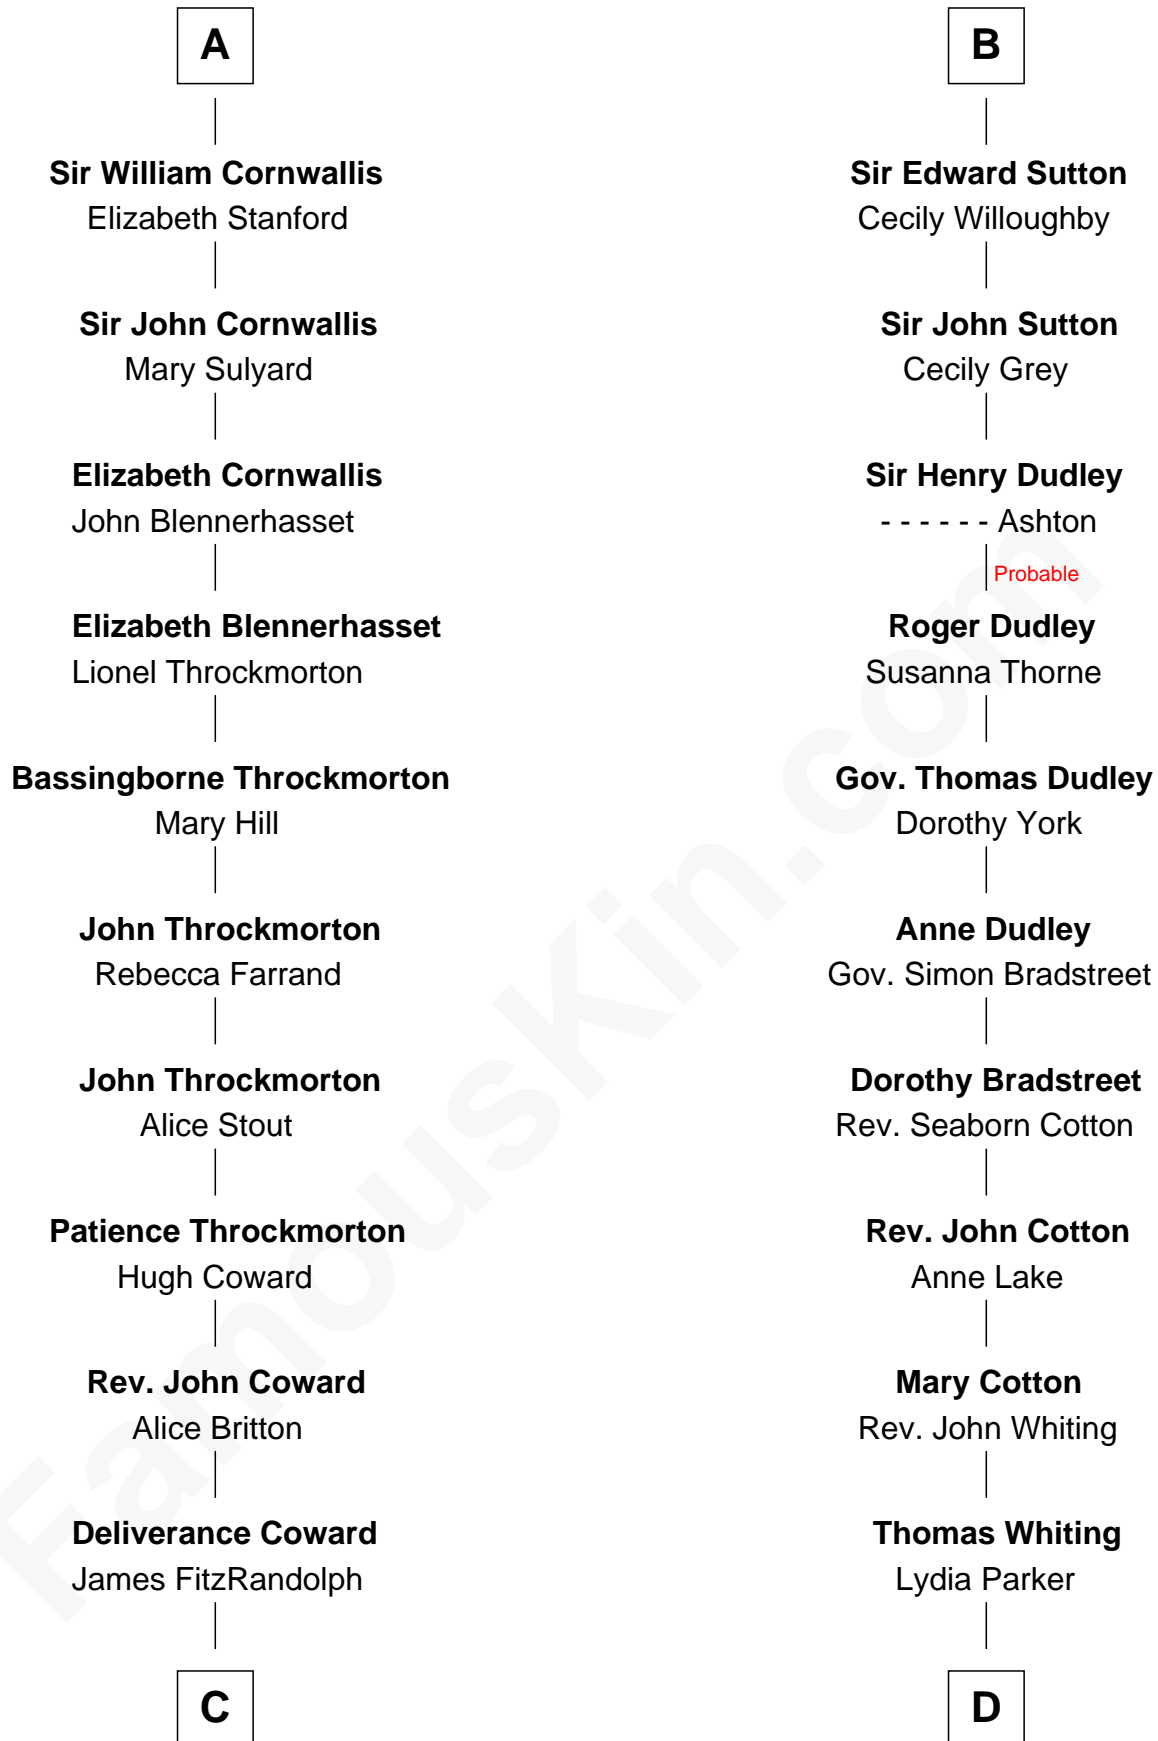 A
Sir William Cornwallis
Elizabeth Stanford
Sir John Cornwallis
Mary Sulyard
Elizabeth Cornwallis
John Blennerhasset
Elizabeth Blennerhasset
Lionel Throckmorton
Bassingborne Throckmorton
Mary Hill
John Throckmorton
Rebecca Farrand
John Throckmorton
Alice Stout
Patience Throckmorton
Hugh Coward
Rev. John Coward
Alice Britton
Deliverance Coward
James FitzRandolph
C
B
Sir Edward Sutton
Cecily Willoughby
Sir John Sutton
Cecily Grey
Sir Henry Dudley
- - - - - - Ashton
Probable
Roger Dudley
Susanna Thorne
Gov. Thomas Dudley
Dorothy York
Anne Dudley
Gov. Simon Bradstreet
Dorothy Bradstreet
Rev. Seaborn Cotton
Rev. John Cotton
Anne Lake
Mary Cotton
Rev. John Whiting
Thomas Whiting
Lydia Parker
D
FamousKin.com